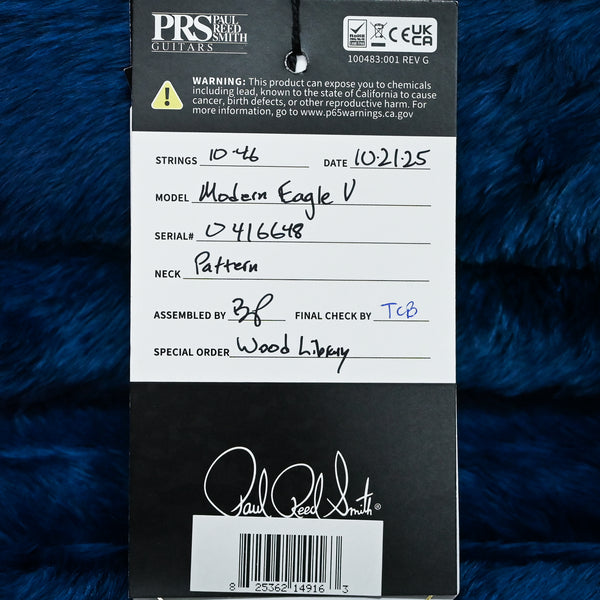 PRS PAUL REED SMITH
GUITARS
CE UK CA
100483:001 REV G
WARNING: This product can expose you to chemicals
including lead, known to the state of California to cause
cancer, birth defects, or other reproductive harm. For
more information, go to www.p65warnings.ca.gov
STRINGS 10-46 DATE 10·21·25
MODEL Modern Eagle V
SERIAL# 0416648
NECK Pattern
ASSEMBLED BY FINAL CHECK BY TCB
SPECIAL ORDER Wood Library
Paul Reed Smith®
8 25362 14916 3